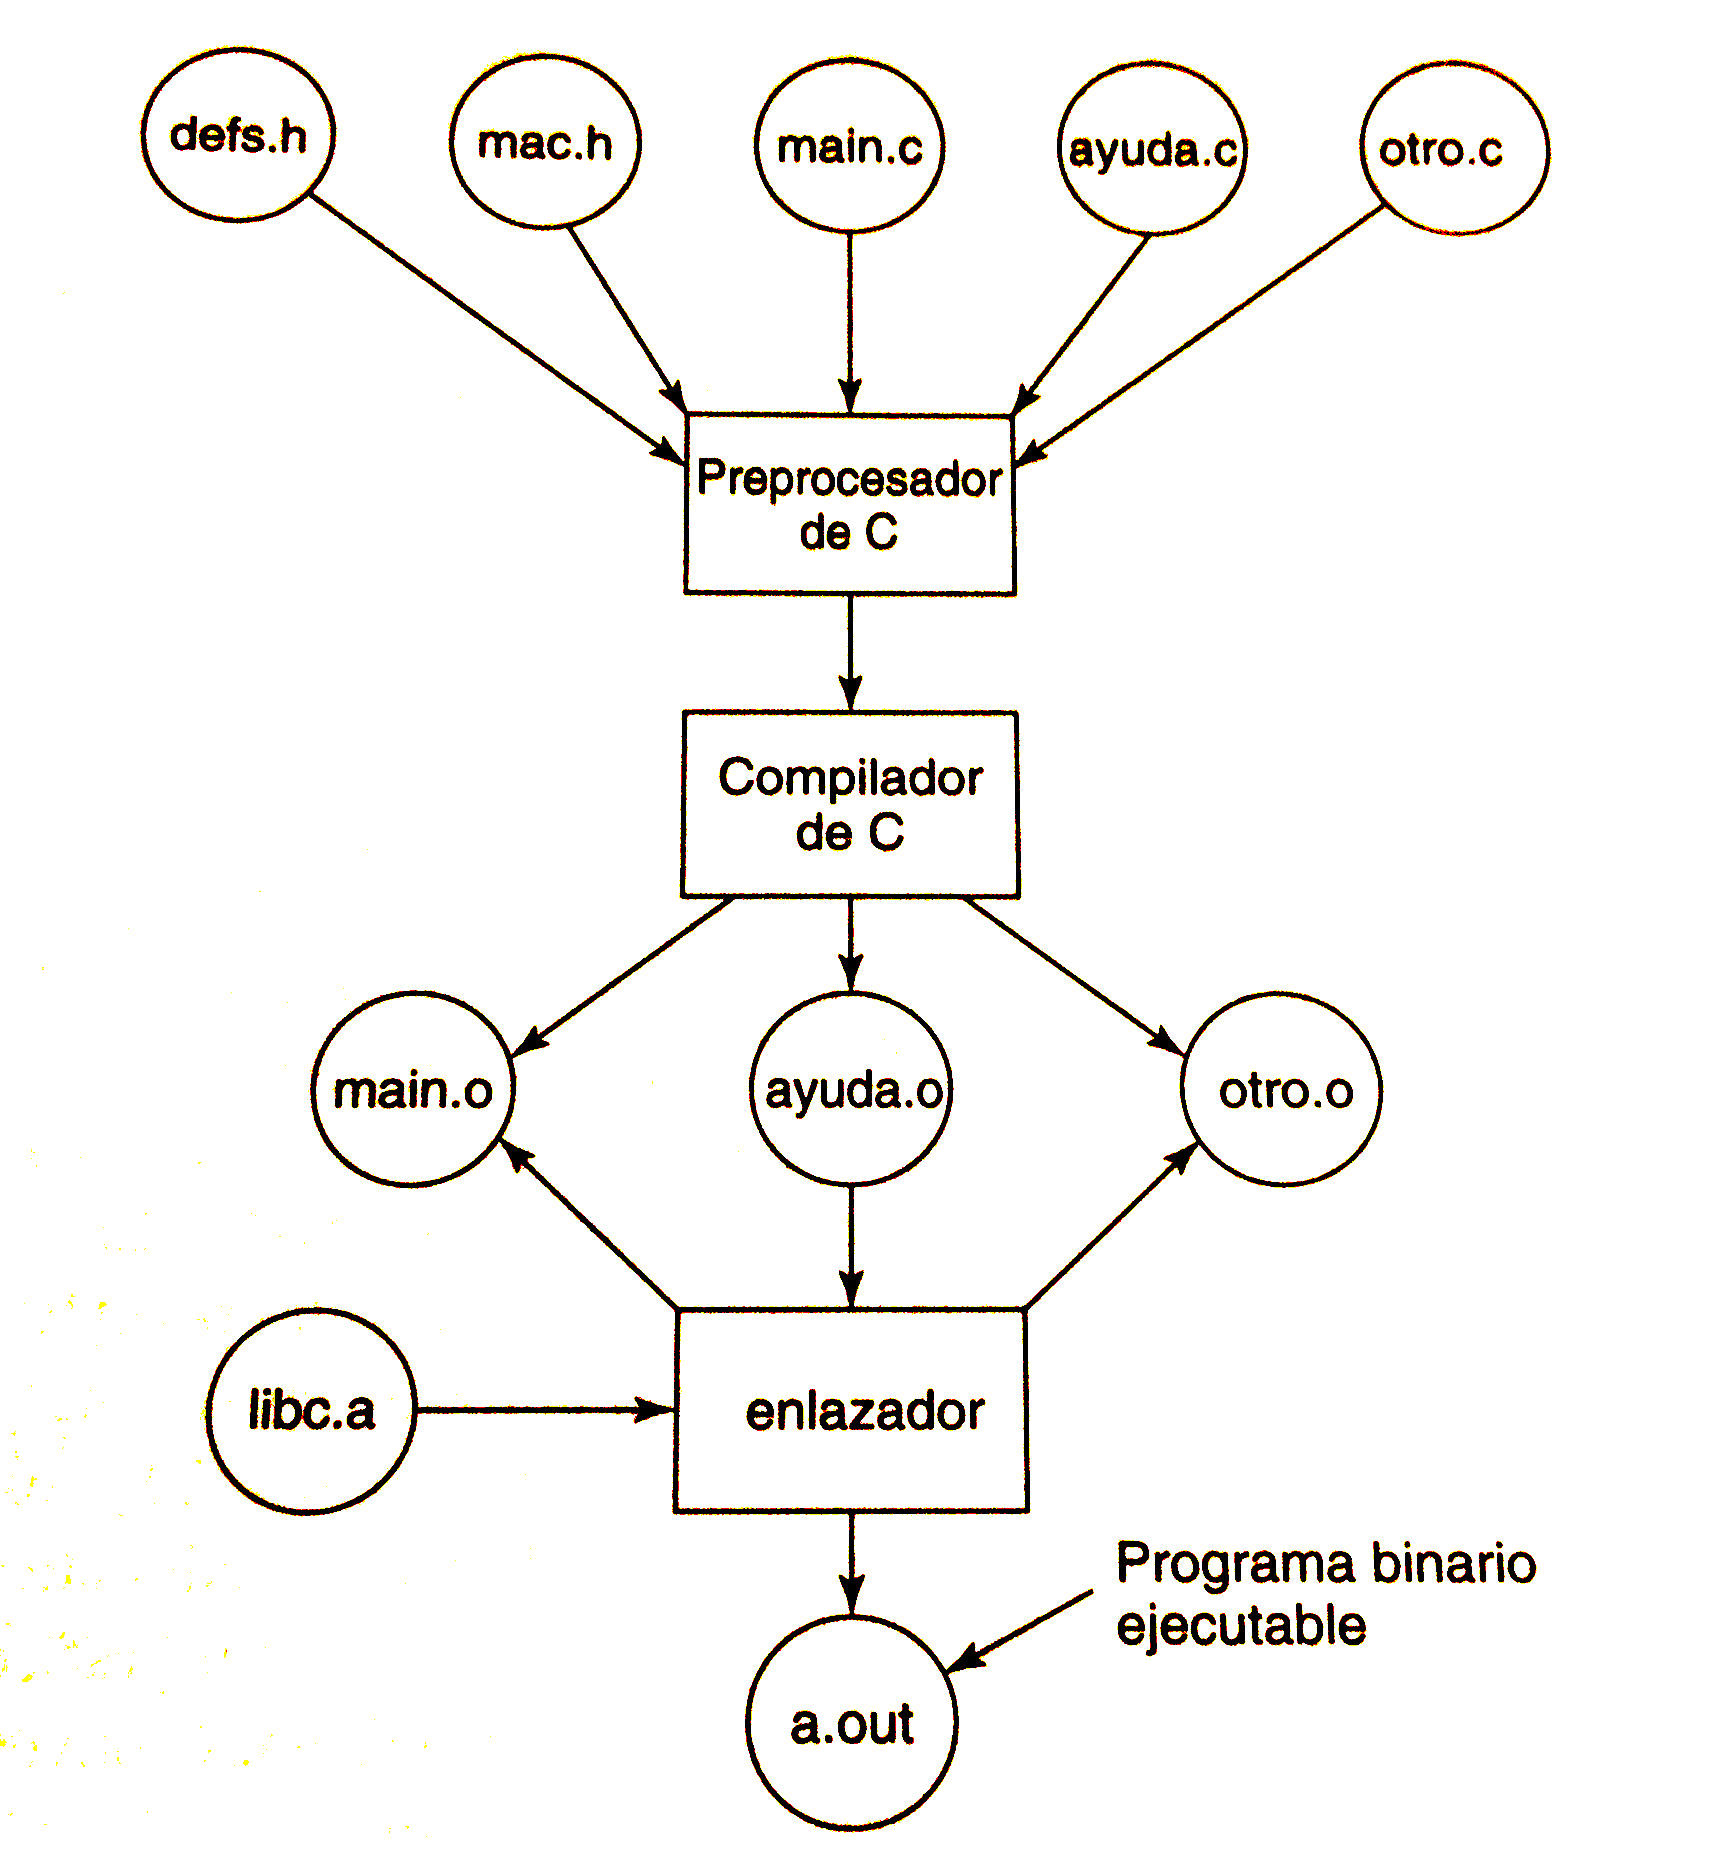 defs.h
mac.h
main.c
ayuda.c
otro.c
Preprocesador
de C
Compilador
de C
main.o
ayuda.o
otro.o
libc.a
enlazador
Programa binario
ejecutable
a.out